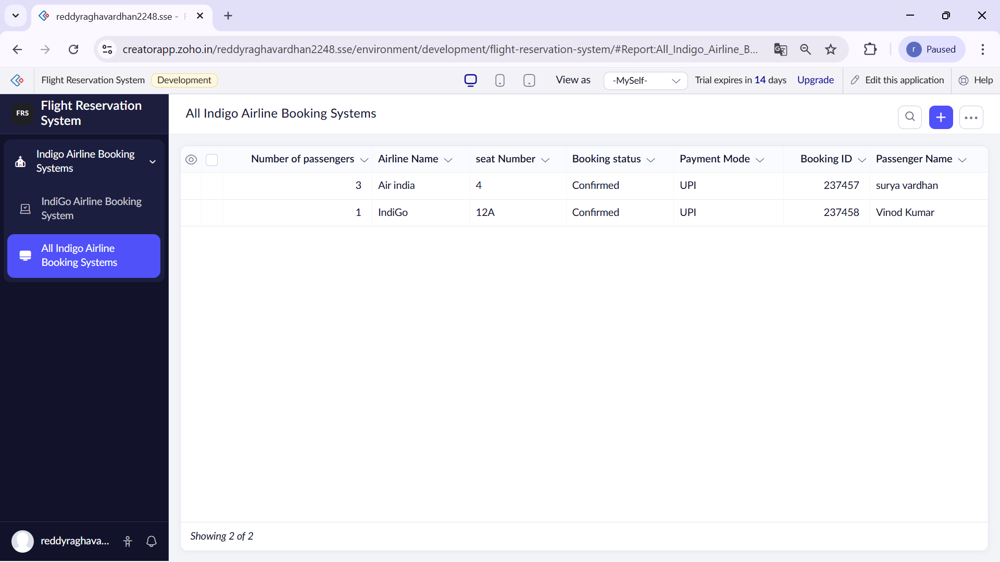 reddyraghavardhan2248.sse -
creatorapp.zoho.in/reddyraghavardhan2248.sse/environment/development/flight-reservation-system/#Report:All_Indigo_Airline_B...
r Paused
Flight Reservation System Development View as -MySelf- Trial expires in 14 days Upgrade Edit this application Help
FRS Flight Reservation
System
All Indigo Airline Booking Systems
Indigo Airline Booking
Systems
IndiGo Airline Booking
System
All Indigo Airline
Booking Systems
Number of passengers Airline Name seat Number Booking status Payment Mode Booking ID Passenger Name
3 Air india 4 Confirmed UPI 237457 surya vardhan
1 IndiGo 12A Confirmed UPI 237458 Vinod Kumar
Showing 2 of 2
reddyraghava...